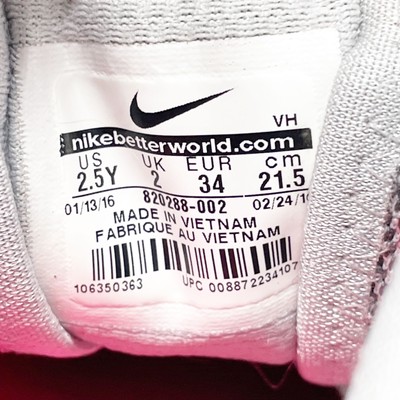 VH
nikebetterworld.com
US UK EUR cm
2.5Y 2 34 21.5
01/13/16 820288-002 02/24/16
MADE IN VIETNAM
FABRIQUE AU VIETNAM
106350363 UPC 008872234107